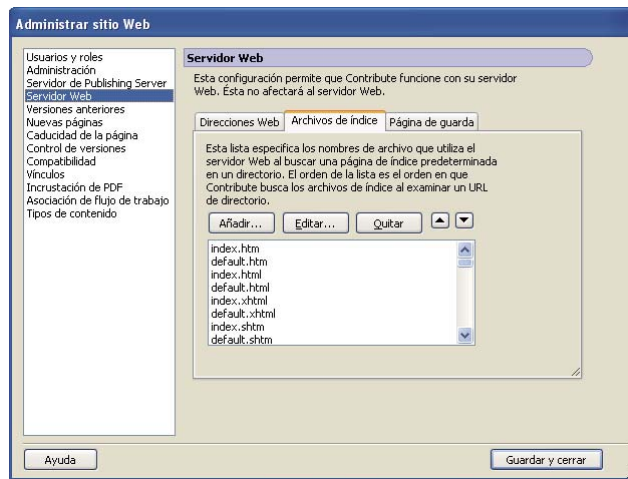 Administrar sitio Web
Usuarios y roles
Administración
Servidor de Publishing Server
Servidor Web
Versiones anteriores
Nuevas páginas
Caducidad de la página
Control de versiones
Compatibilidad
Vínculos
Incrustación de PDF
Asociación de flujo de trabajo
Tipos de contenido
Servidor Web
Esta configuración permite que Contribute funcione con su servidor
Web. Ésta no afectará al servidor Web.
Direcciones Web
Archivos de índice
Página de guarda
Esta lista especifica los nombres de archivo que utiliza el
servidor Web al buscar una página de índice predeterminada
en un directorio. El orden de la lista es el orden en que
Contribute busca los archivos de índice al examinar un URL
de directorio.
Añadir...
Editar...
Quitar
index.htm
default.htm
index.html
default.html
index.xhtml
default.xhtml
index.shtm
default.shtm
Ayuda
Guardar y cerrar